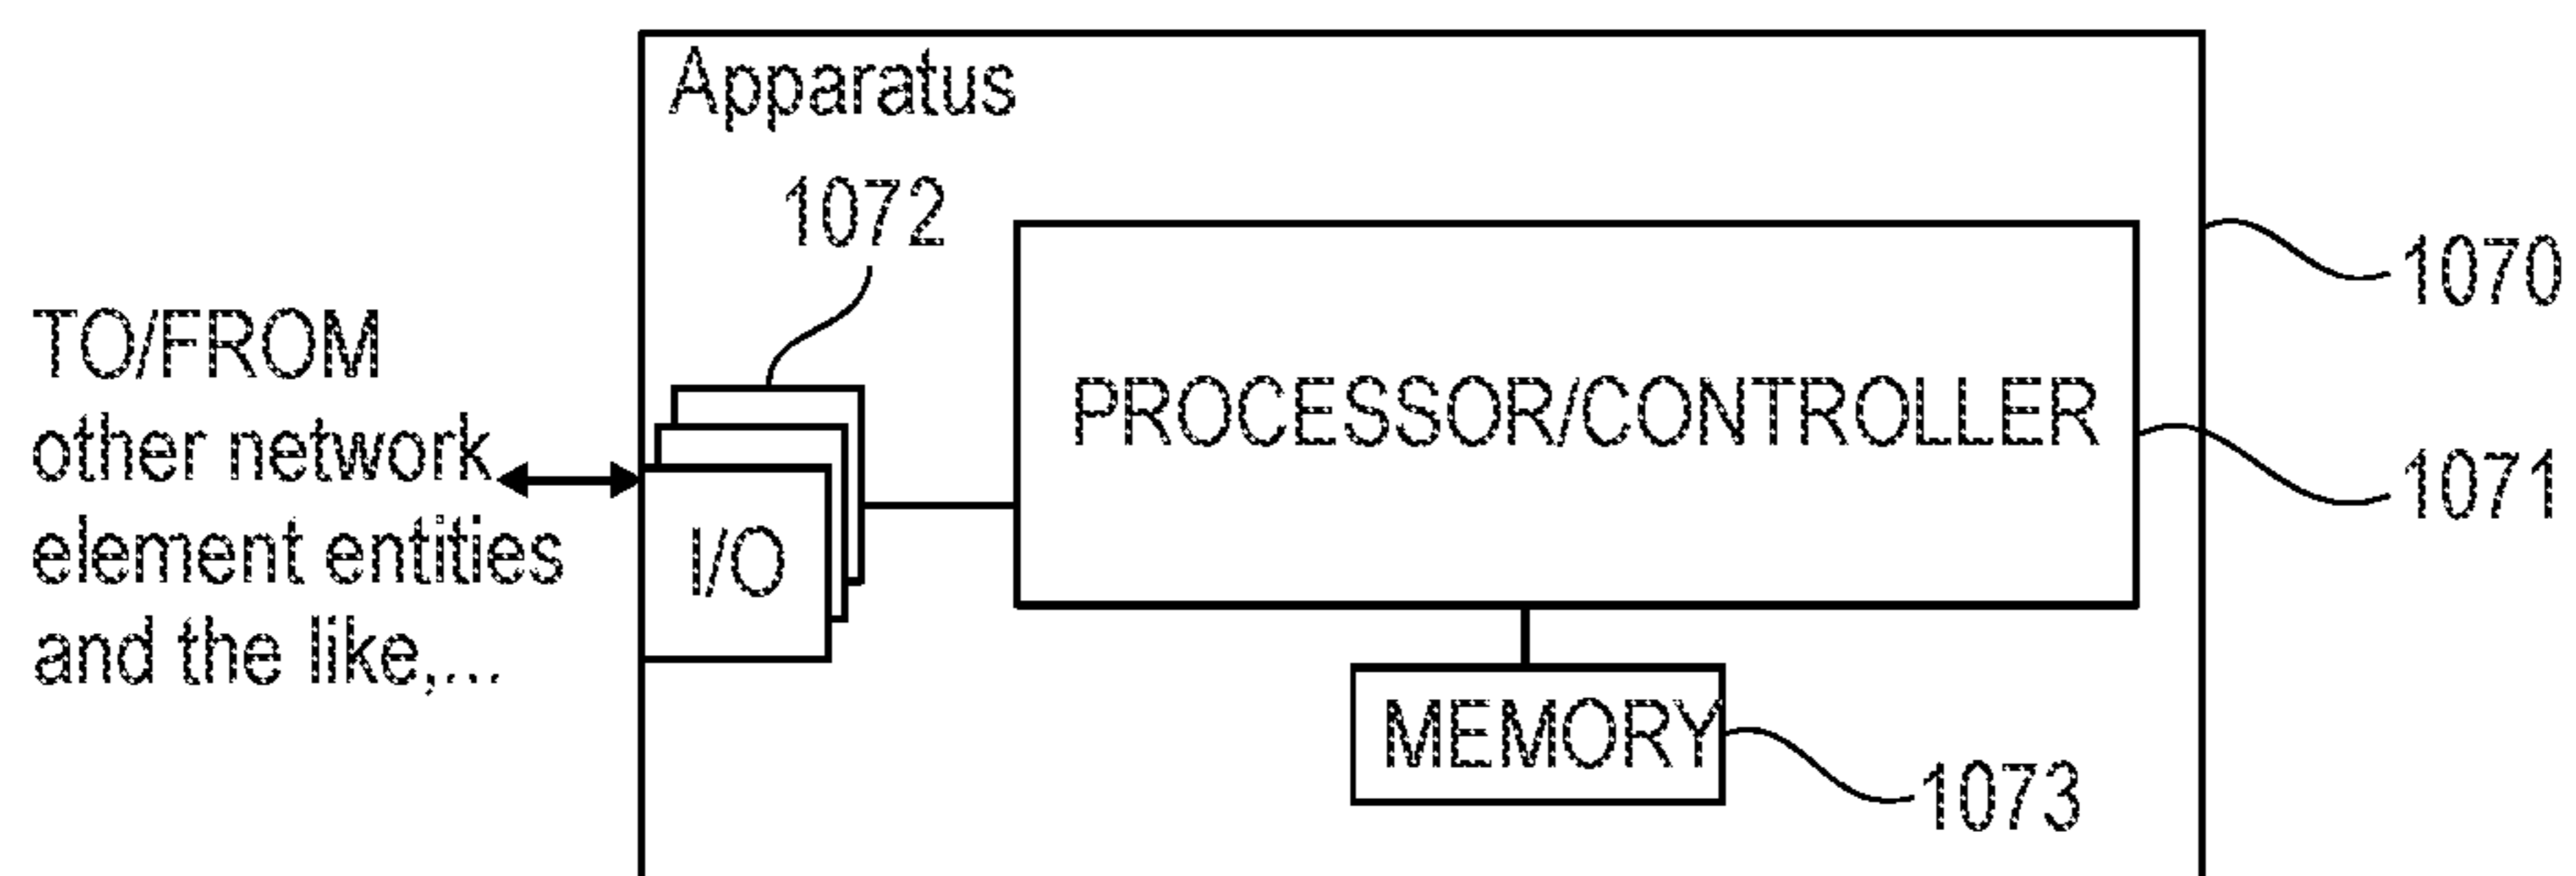 Apparatus
1072
1070
TO/FROM
other network
element entities
and the like,...
PROCESSOR/CONTROLLER
1071
I/O
MEMORY
1073